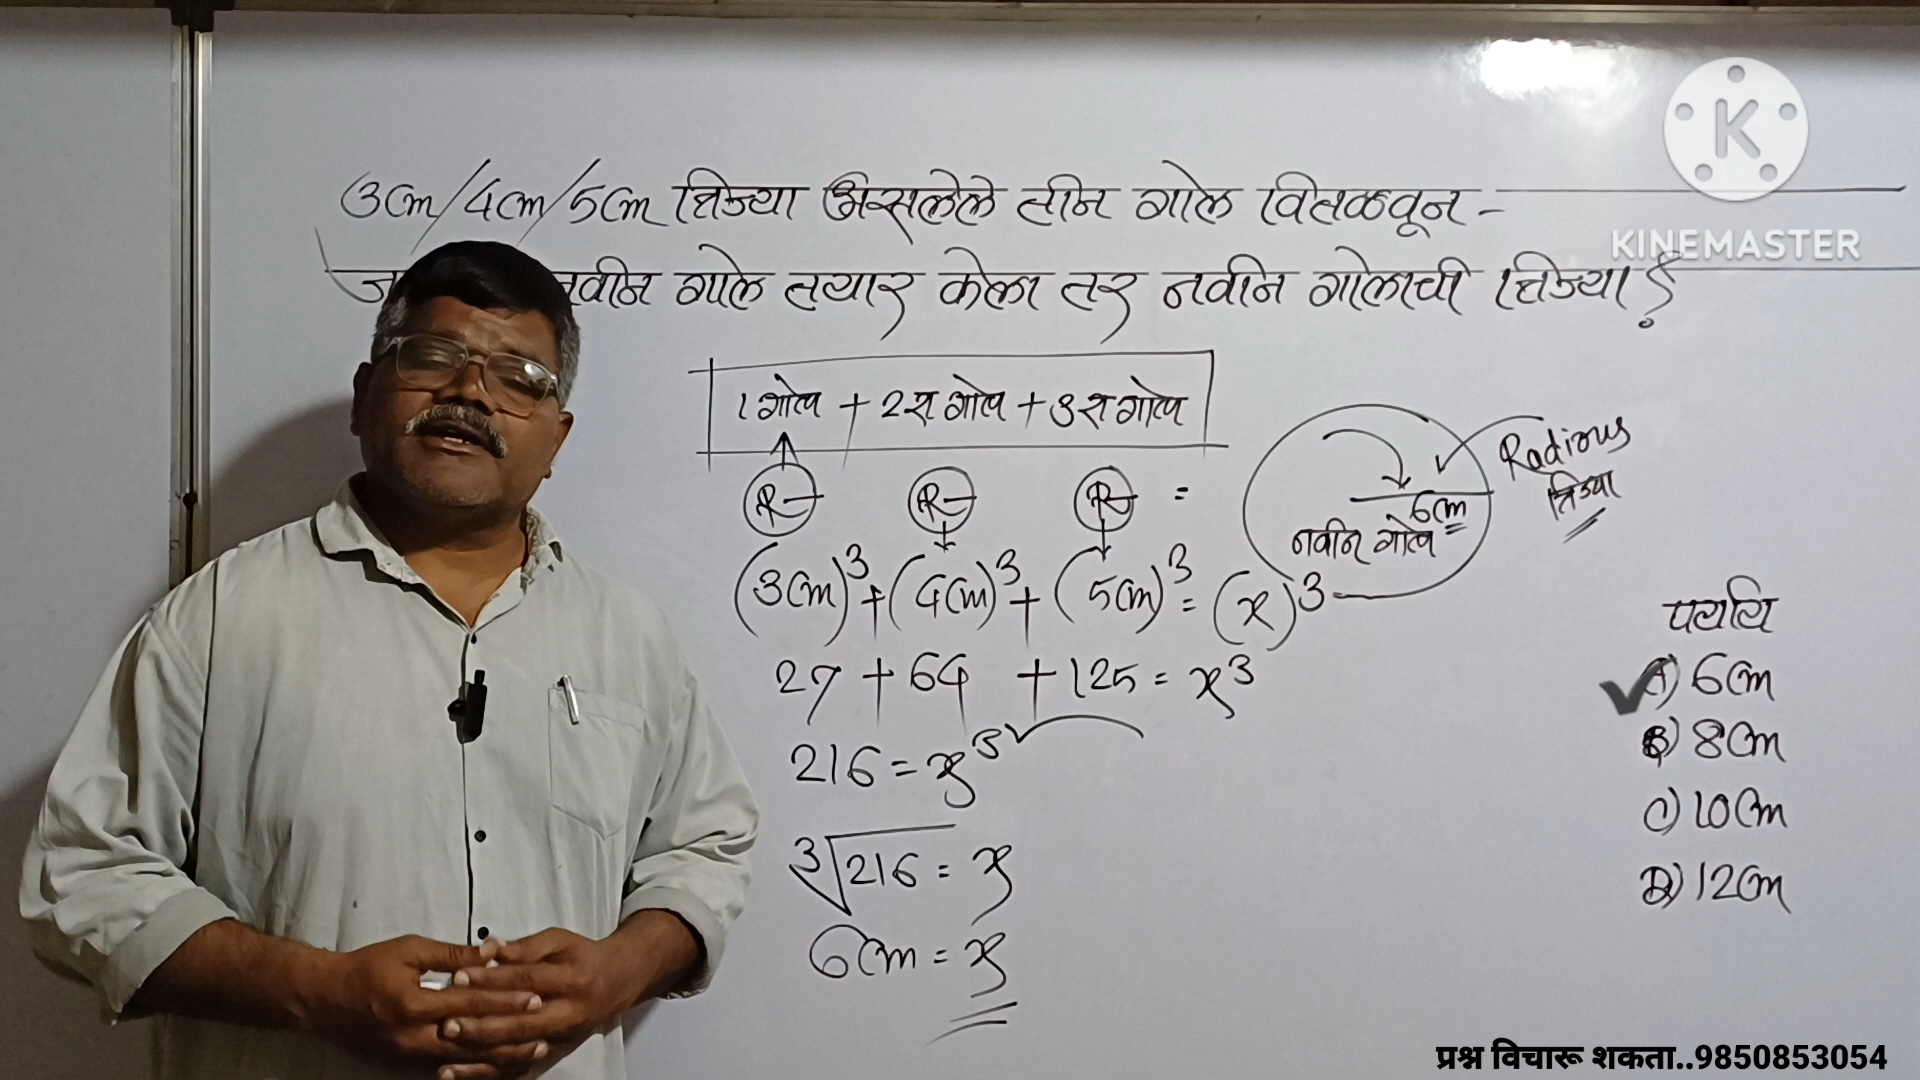 3cm/4cm/5cm त्रिज्या असलेले तीन गोले वितळवून -
नवीन गोले तयार केला तर नवीन गोलाची त्रिज्या?
1 गोल + 2रा गोल + 3रा गोल
R R R =
6cm
नवीन गोल
Radious
त्रिज्या
(3cm)³ + (4cm)³ + (5cm)³ = (x)³
27 + 64 + 125 = x³
216 = x³
³√216 = x
6cm = x
पर्याय
A) 6cm
B) 8cm
C) 10cm
D) 12cm
K
KINEMASTER
प्रश्न विचारू शकता..9850853054